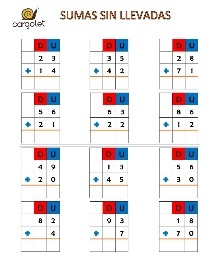 cargolet
SUMAS SIN LLEVADAS
D U D U D U
2 3 3 5 2 8
+ 1 4 + 4 2 + 7 1
D U D U D U
5 6 6 3 8 6
+ 2 1 + 2 2 + 1 2
D U D U D U
4 9 1 3 5 6
+ 2 0 + 4 5 + 3 0
D U D U D U
8 2 9 3 1 8
+ 4 + 7 + 7 0